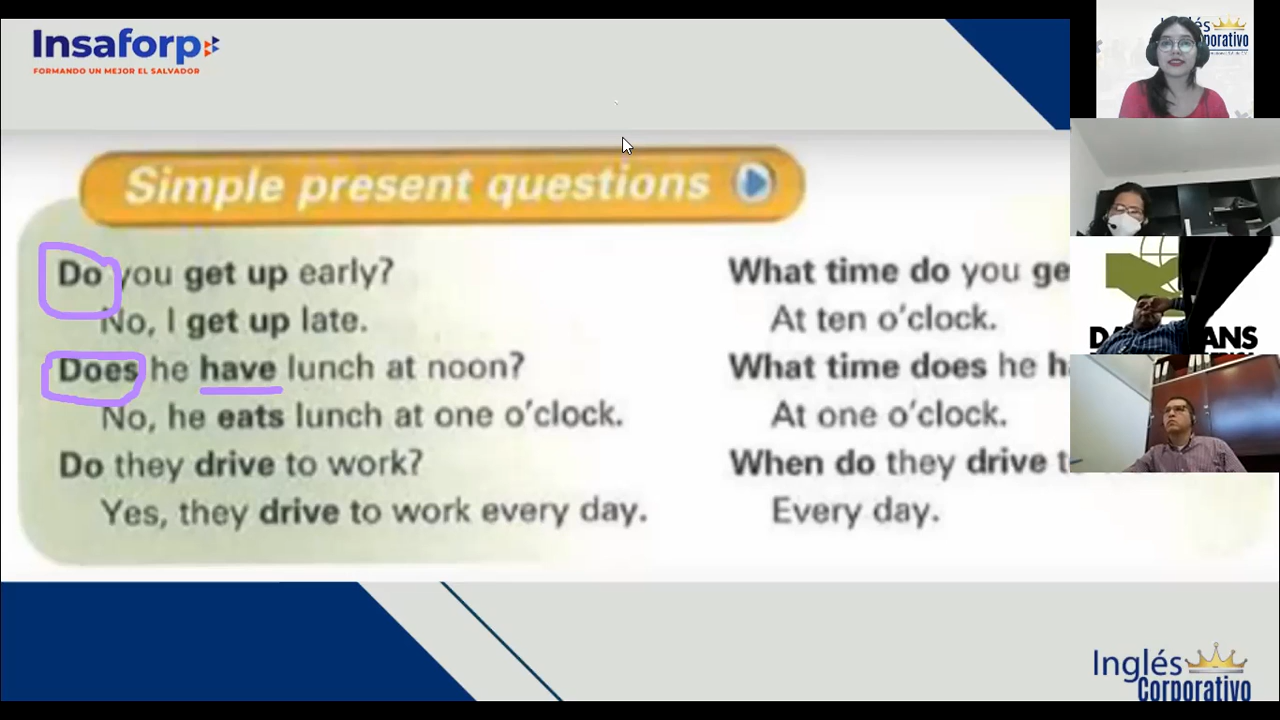 Insaforp
FORMANDO UN MEJOR EL SALVADOR
Simple present questions
Do you get up early?
No, I get up late.
Does he have lunch at noon?
No, he eats lunch at one o'clock.
Do they drive to work?
Yes, they drive to work every day.
What time do you ge
At ten o'clock.
What time does he h
At one o'clock.
When do they drive t
Every day.
Inglés
Corporativo